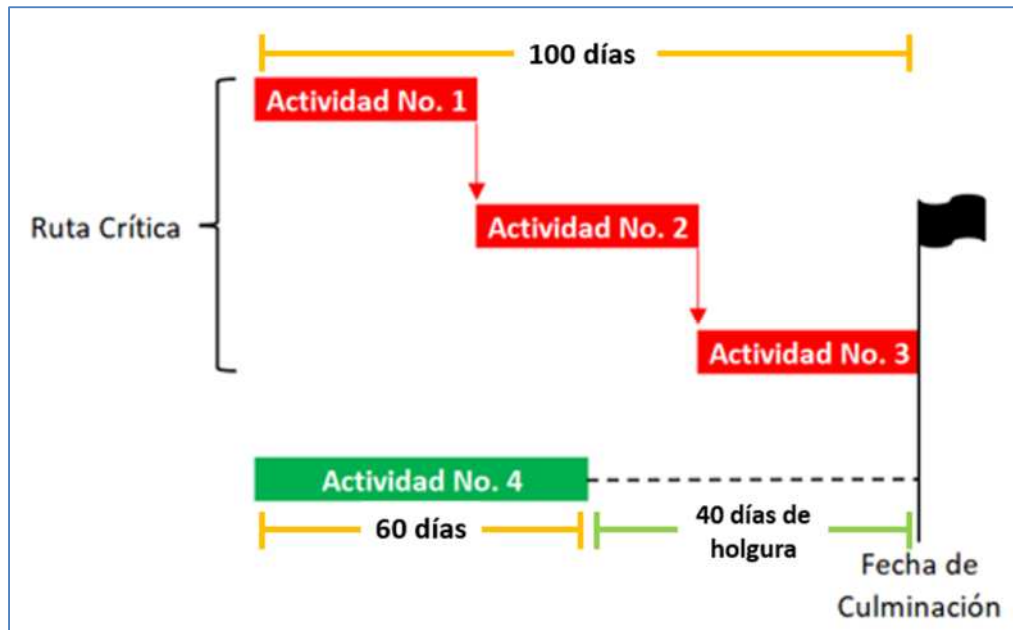 100 días
Actividad No. 1
Ruta Crítica
Actividad No. 2
Actividad No. 3
Actividad No. 4
60 días
40 días de
holgura
Fecha de
Culminación